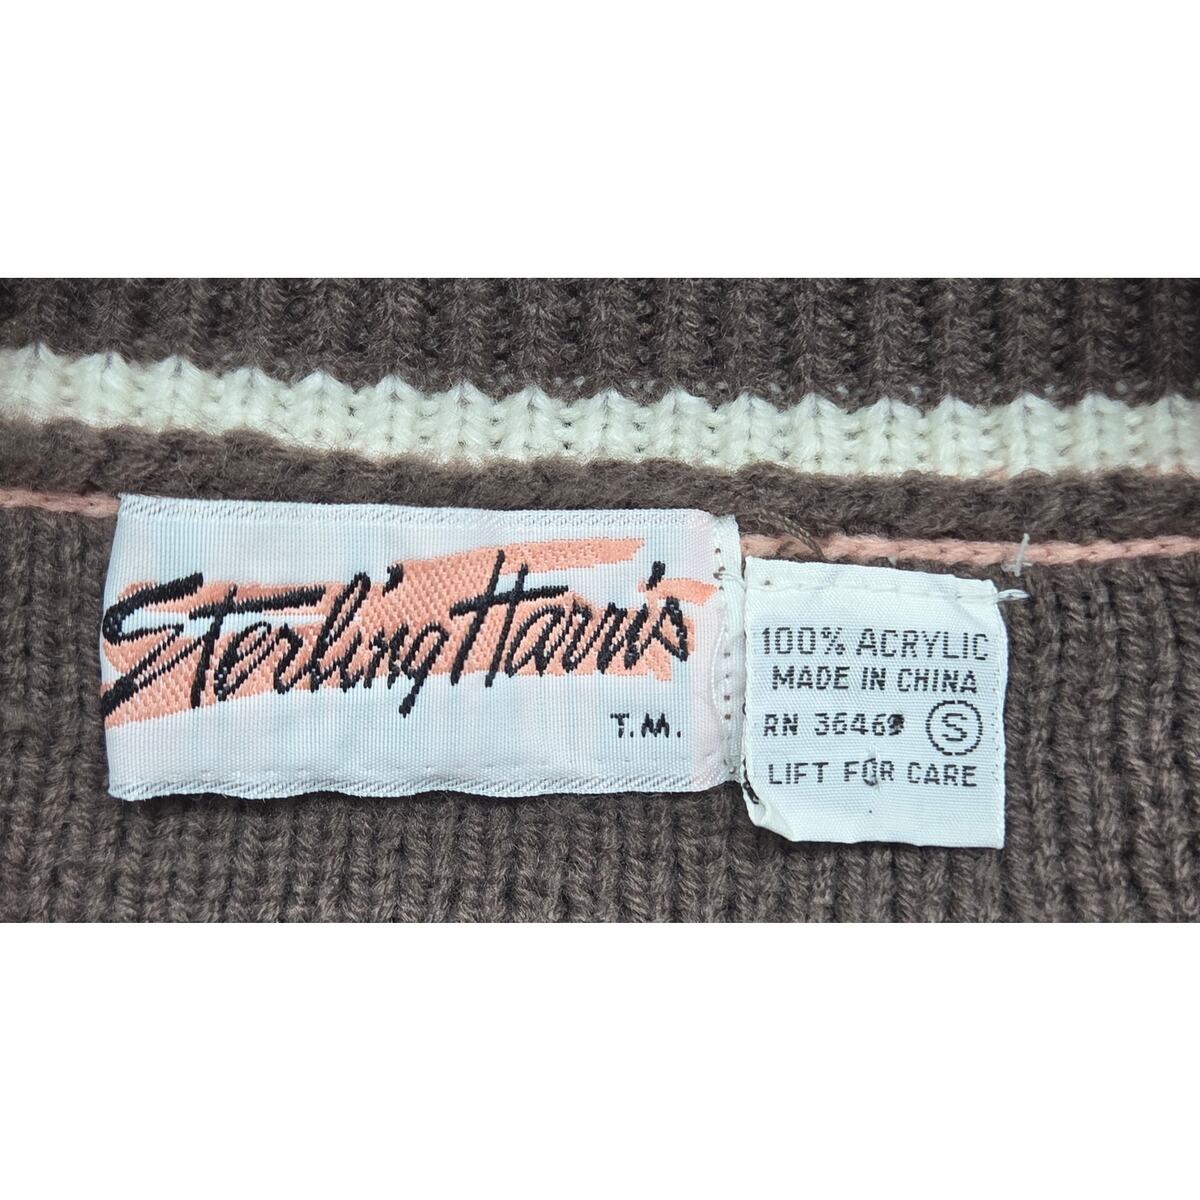 Sterling Harris
T.M.
100% ACRYLIC
MADE IN CHINA
RN 36469 S
LIFT FOR CARE